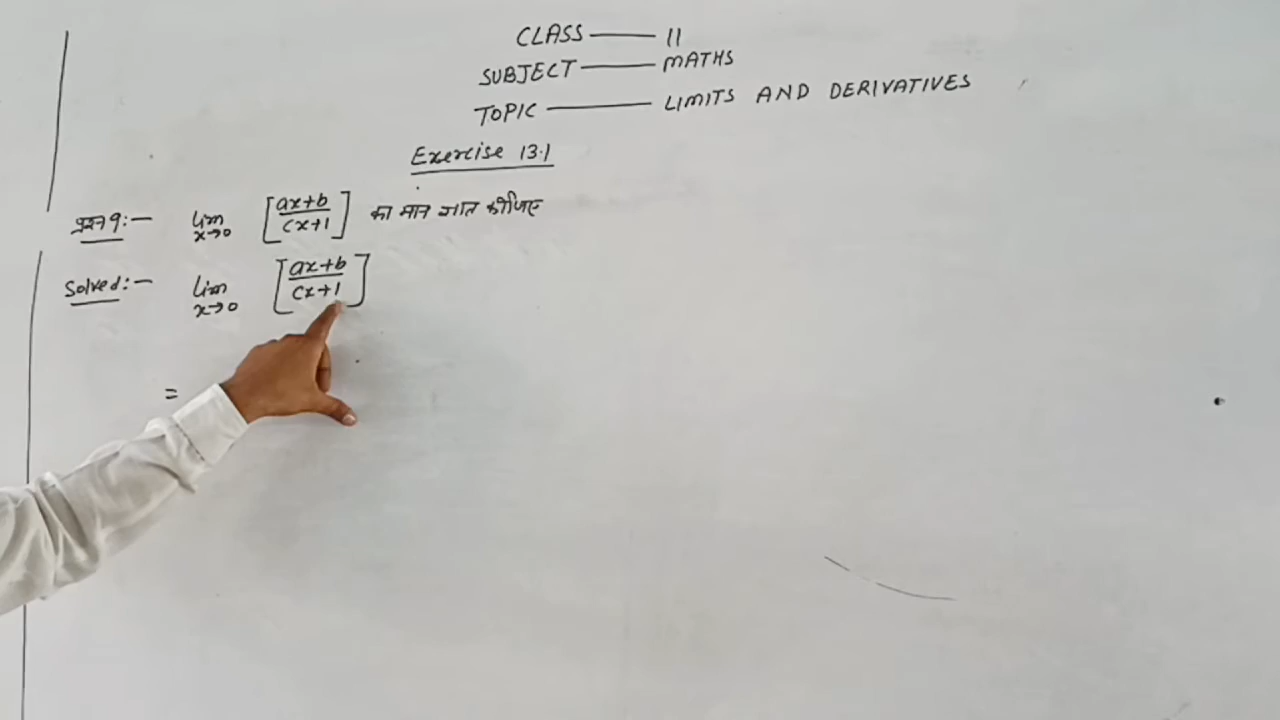 CLASS —— 11
SUBJECT —— MATHS
TOPIC —— LIMITS AND DERIVATIVES
Exercise 13.1
प्रश्न 9:- lim x→0 [ax+b / cx+1] का मान ज्ञात कीजिए
Solved:- lim x→0 [ax+b / cx+1]
=